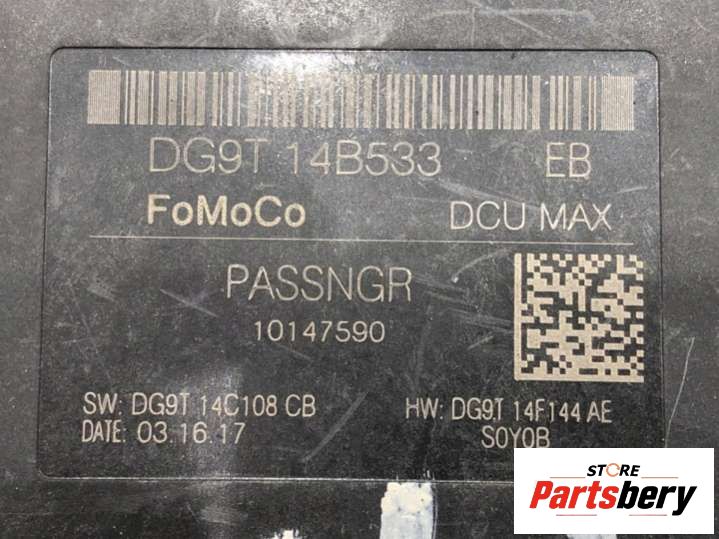 DG9T 14B533 EB
FoMoCo DCU MAX
PASSNGR
10147590
SW: DG9T 14C108 CB HW: DG9T 14F144 AE
DATE: 03.16.17 S0Y0B
STORE
Partsbery